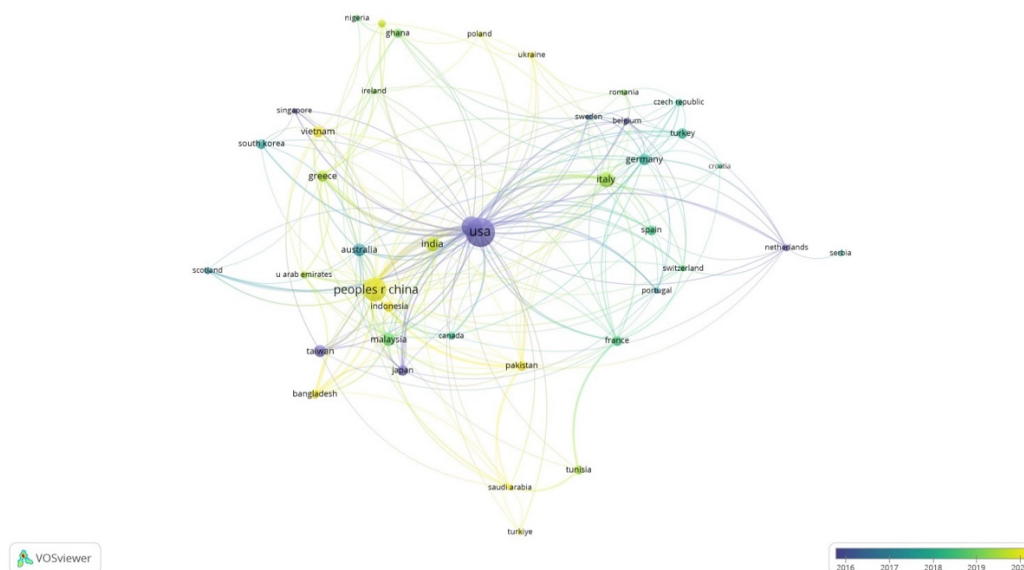 nigeria
ghana
poland
ukraine
ireland
romania
czech republic
singapore
sweden
belgium
vietnam
turkey
south korea
germany
croatia
greece
italy
usa
spain
india
netherlands
australia
serbia
switzerland
scotland
u arab emirates
peoples r china
portugal
indonesia
canada
malaysia
france
taiwan
pakistan
japan
bangladesh
tunisia
saudi arabia
turkiye
VOSviewer
2016 2017 2018 2019